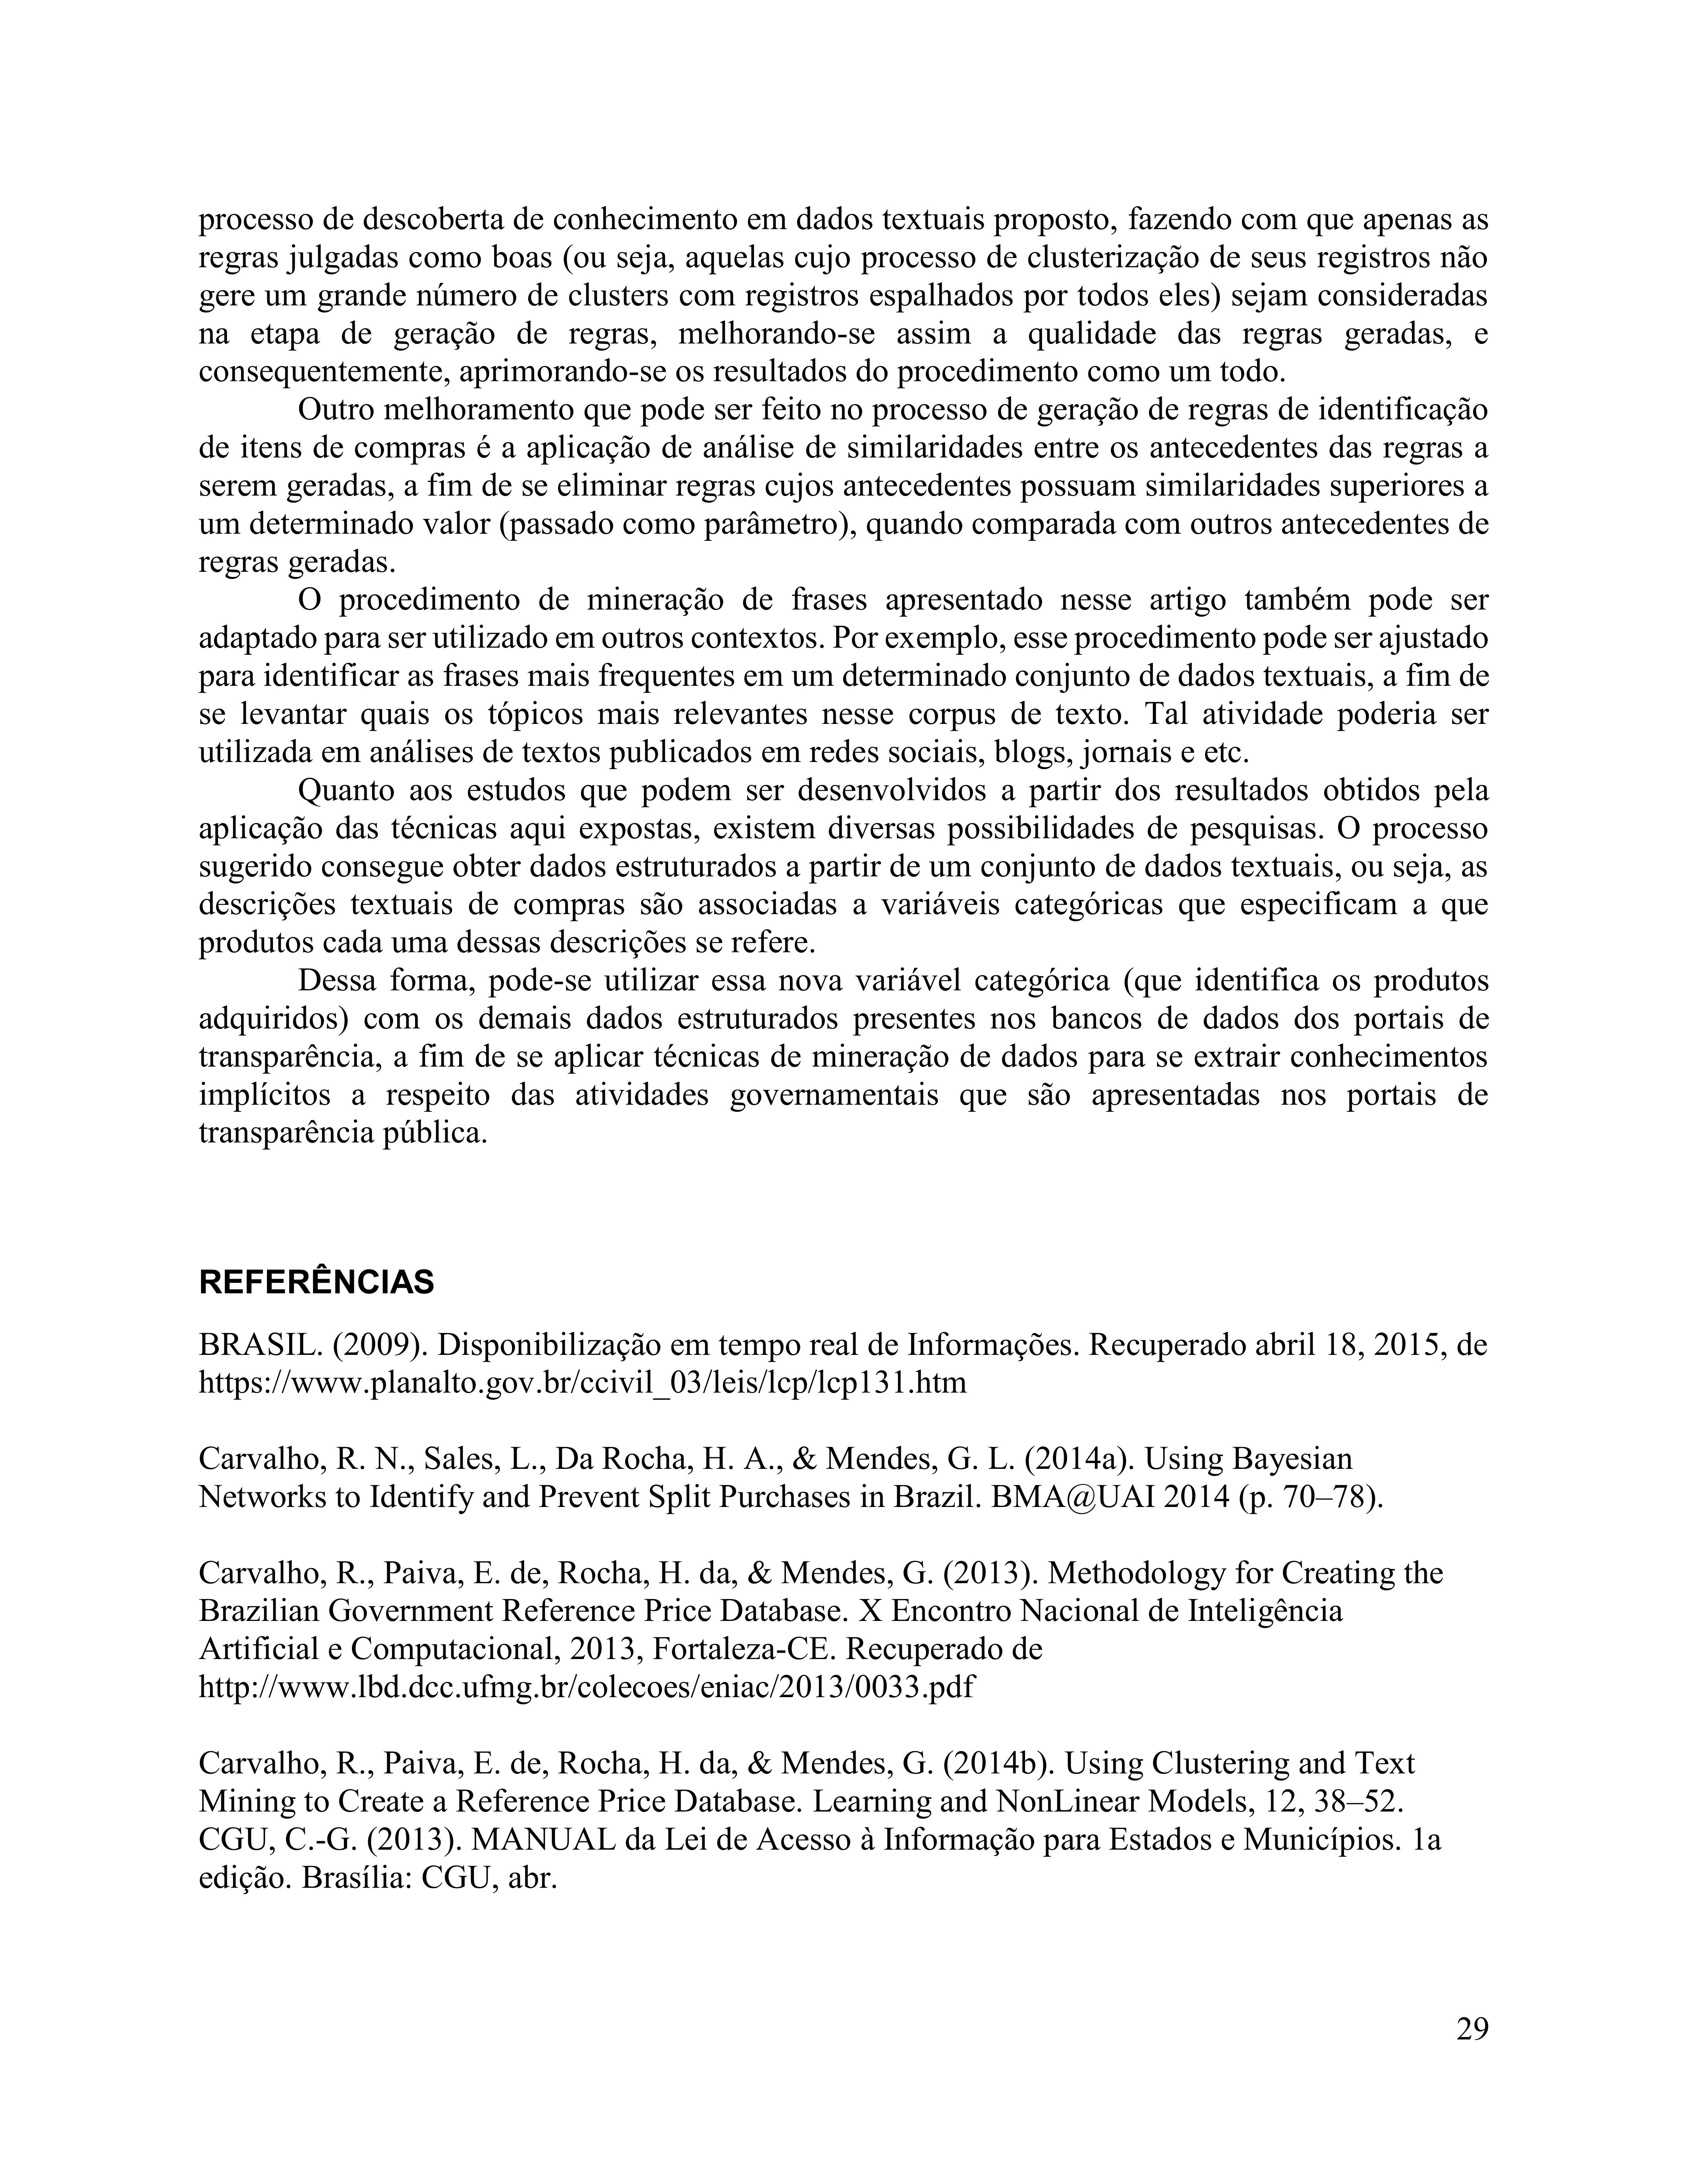 processo de descoberta de conhecimento em dados textuais proposto, fazendo com que apenas as
regras julgadas como boas (ou seja, aquelas cujo processo de clusterização de seus registros não
gere um grande número de clusters com registros espalhados por todos eles) sejam consideradas
na etapa de geração de regras, melhorando-se assim a qualidade das regras geradas, e
consequentemente, aprimorando-se os resultados do procedimento como um todo.
Outro melhoramento que pode ser feito no processo de geração de regras de identificação
de itens de compras é a aplicação de análise de similaridades entre os antecedentes das regras a
serem geradas, a fim de se eliminar regras cujos antecedentes possuam similaridades superiores a
um determinado valor (passado como parâmetro), quando comparada com outros antecedentes de
regras geradas.
O procedimento de mineração de frases apresentado nesse artigo também pode ser
adaptado para ser utilizado em outros contextos. Por exemplo, esse procedimento pode ser ajustado
para identificar as frases mais frequentes em um determinado conjunto de dados textuais, a fim de
se levantar quais os tópicos mais relevantes nesse corpus de texto. Tal atividade poderia ser
utilizada em análises de textos publicados em redes sociais, blogs, jornais e etc.
Quanto aos estudos que podem ser desenvolvidos a partir dos resultados obtidos pela
aplicação das técnicas aqui expostas, existem diversas possibilidades de pesquisas. O processo
sugerido consegue obter dados estruturados a partir de um conjunto de dados textuais, ou seja, as
descrições textuais de compras são associadas a variáveis categóricas que especificam a que
produtos cada uma dessas descrições se refere.
Dessa forma, pode-se utilizar essa nova variável categórica (que identifica os produtos
adquiridos) com os demais dados estruturados presentes nos bancos de dados dos portais de
transparência, a fim de se aplicar técnicas de mineração de dados para se extrair conhecimentos
implícitos a respeito das atividades governamentais que são apresentadas nos portais de
transparência pública.
REFERÊNCIAS
BRASIL. (2009). Disponibilização em tempo real de Informações. Recuperado abril 18, 2015, de
https://www.planalto.gov.br/ccivil_03/leis/lcp/lcp131.htm
Carvalho, R. N., Sales, L., Da Rocha, H. A., & Mendes, G. L. (2014a). Using Bayesian
Networks to Identify and Prevent Split Purchases in Brazil. BMA@UAI 2014 (p. 70–78).
Carvalho, R., Paiva, E. de, Rocha, H. da, & Mendes, G. (2013). Methodology for Creating the
Brazilian Government Reference Price Database. X Encontro Nacional de Inteligência
Artificial e Computacional, 2013, Fortaleza-CE. Recuperado de
http://www.lbd.dcc.ufmg.br/colecoes/eniac/2013/0033.pdf
Carvalho, R., Paiva, E. de, Rocha, H. da, & Mendes, G. (2014b). Using Clustering and Text
Mining to Create a Reference Price Database. Learning and NonLinear Models, 12, 38–52.
CGU, C.-G. (2013). MANUAL da Lei de Acesso à Informação para Estados e Municípios. 1a
edição. Brasília: CGU, abr.
29